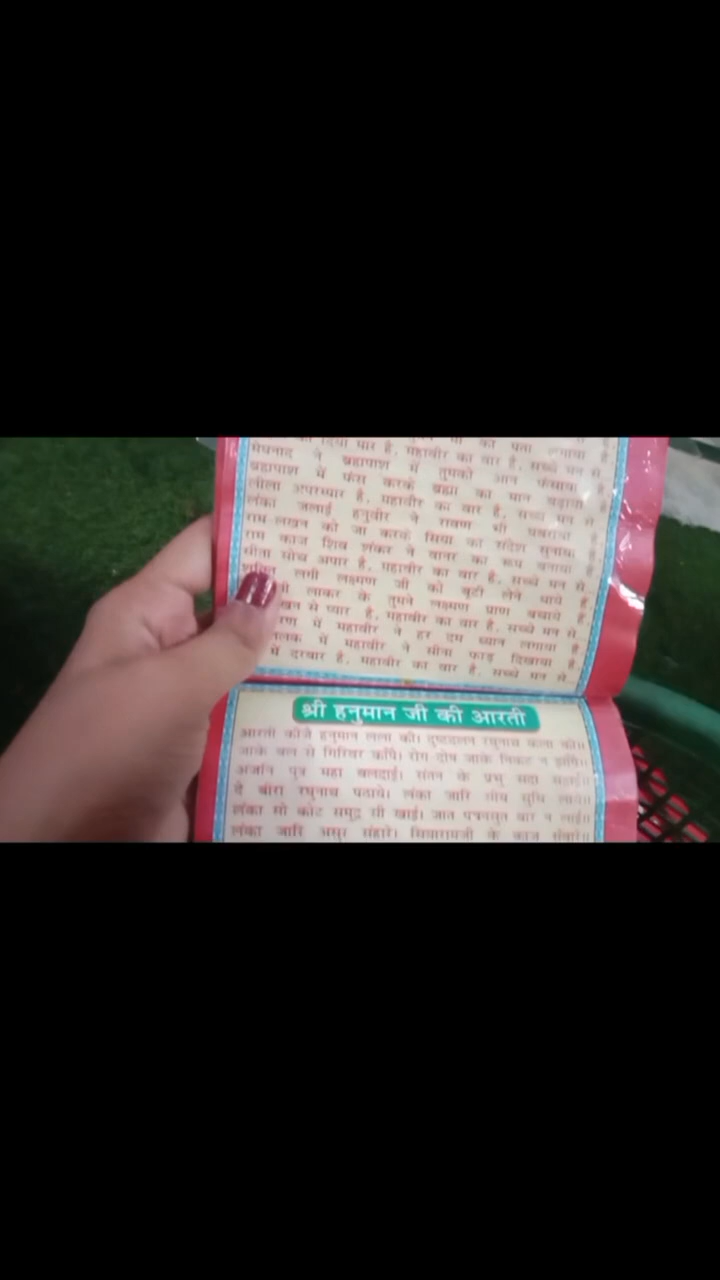 दिया मार है, महावीर का वार है, सच्चे मन से
मेघनाद ने ब्रह्मपाश में तुमको आन फंसाया
ब्रह्मपाश में फंस करके ब्रह्मा का मान बढ़ाया
लीला अपरम्पार है, महावीर का वार है, सच्चे मन से
लंका जलाई हनुवीर ने रावण भी घबराया है
राम-लखन को जा करके सिया का संदेश सुनाया
राम काज शिव शंकर ने वानर का रूप बनाया
सीता सोच अपार है, महावीर का वार है, सच्चे मन से
शक्ति लगी लक्ष्मण जी को बूटी लेने धाये हैं
लाकर के तुमने लक्ष्मण प्राण बचाये हैं
से प्यार है, महावीर का वार है, सच्चे मन से
में महावीर ने हर दम ध्यान लगाया है
में महावीर ने सीना फाड़ दिखाया है
में दरबार है, महावीर का वार है, सच्चे मन से
श्री हनुमान जी की आरती
आरती कीजै हनुमान लला की। दुष्टदलन रघुनाथ कला की॥
जाके बल से गिरिवर काँपै। रोग दोष जाके निकट न झाँपै॥
अंजनि पुत्र महा बलदाई। संतन के प्रभु सदा सहाई॥
दे बीरा रघुनाथ पठाये। लंका जारि सीय सुधि लाये॥
लंका सो कोट समुद्र सी खाई। जात पवनसुत बार न लाई॥
लंका जारि असुर संहारे। सियारामजी के काज संवारे॥